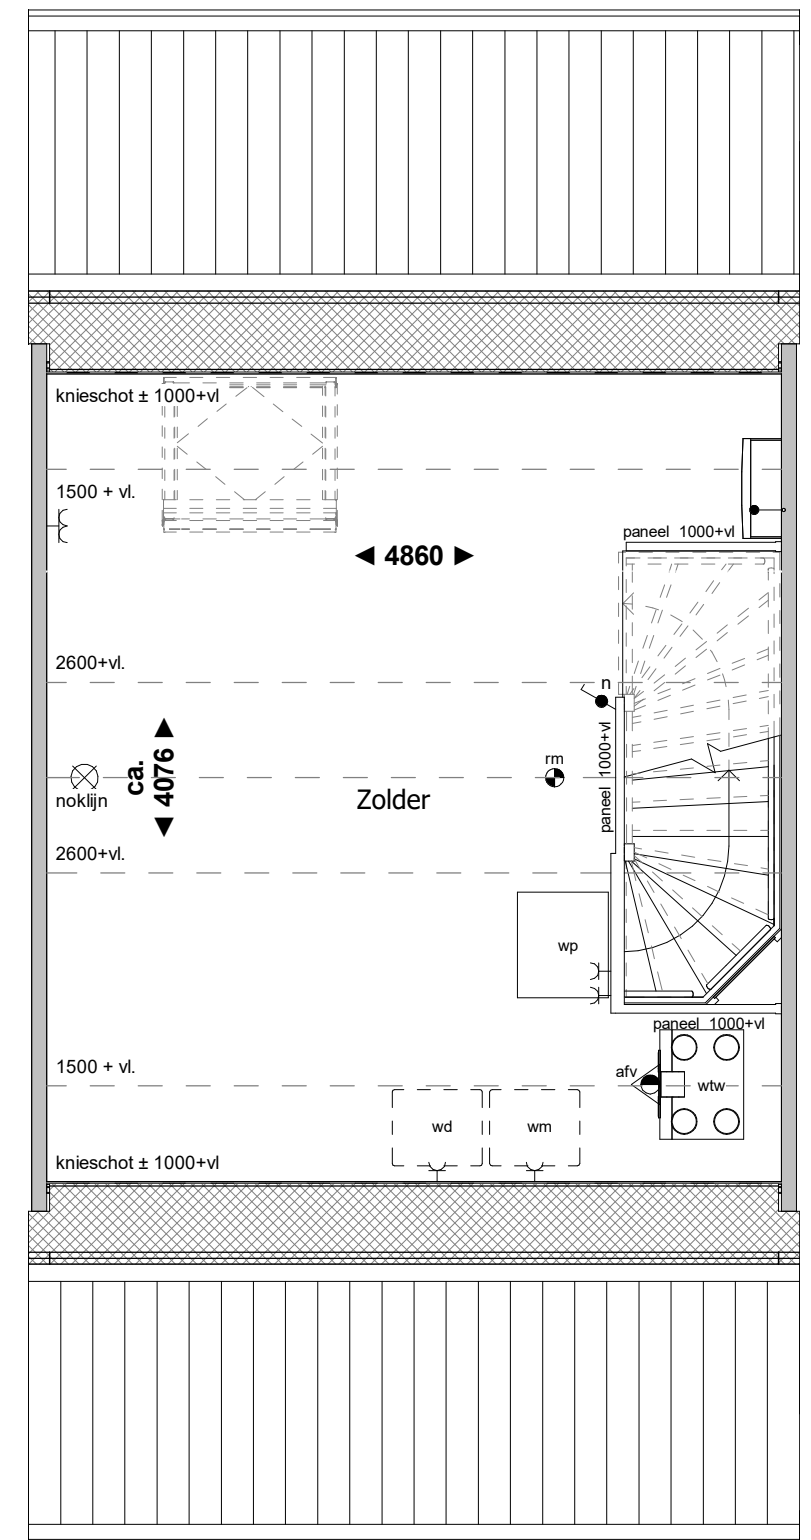 knieschot ± 1000+vl
1500 + vl.
paneel 1000+vl
4860
2600+vl.
n
paneel 1000+vl
rm
ca.
4076
noklijn
Zolder
2600+vl.
wp
paneel 1000+vl
1500 + vl.
afv
wtw
wd
wm
knieschot ± 1000+vl